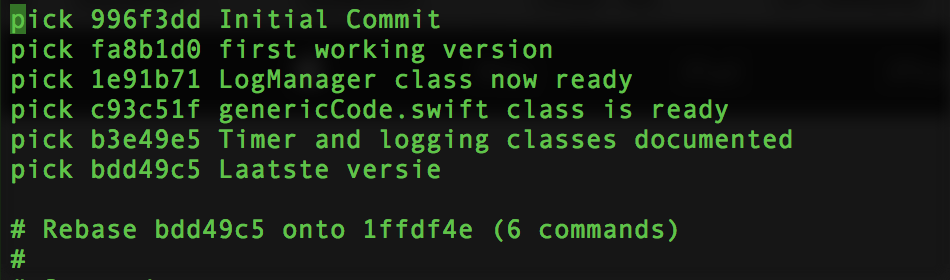 pick 996f3dd Initial Commit
pick fa8b1d0 first working version
pick 1e91b71 LogManager class now ready
pick c93c51f genericCode.swift class is ready
pick b3e49e5 Timer and logging classes documented
pick bdd49c5 Laatste versie
# Rebase bdd49c5 onto 1ffdf4e (6 commands)
#